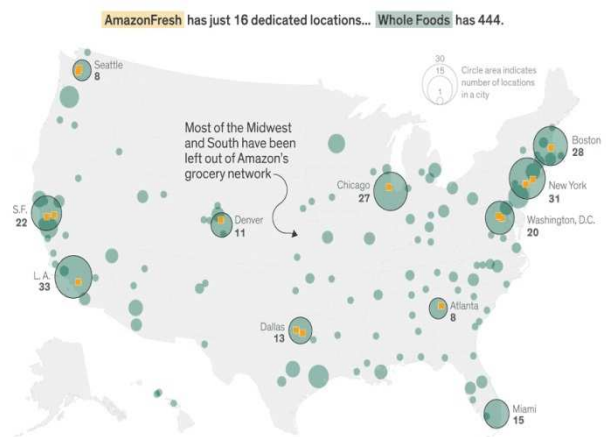 AmazonFresh has just 16 dedicated locations... Whole Foods has 444.
30
15
1
Circle area indicates
number of locations
in a city
Seattle
8
Most of the Midwest
and South have been
left out of Amazon's
grocery network
Boston
28
Chicago
27
New York
31
S.F.
22
Denver
11
Washington, D.C.
20
L.A.
33
Atlanta
8
Dallas
13
Miami
15